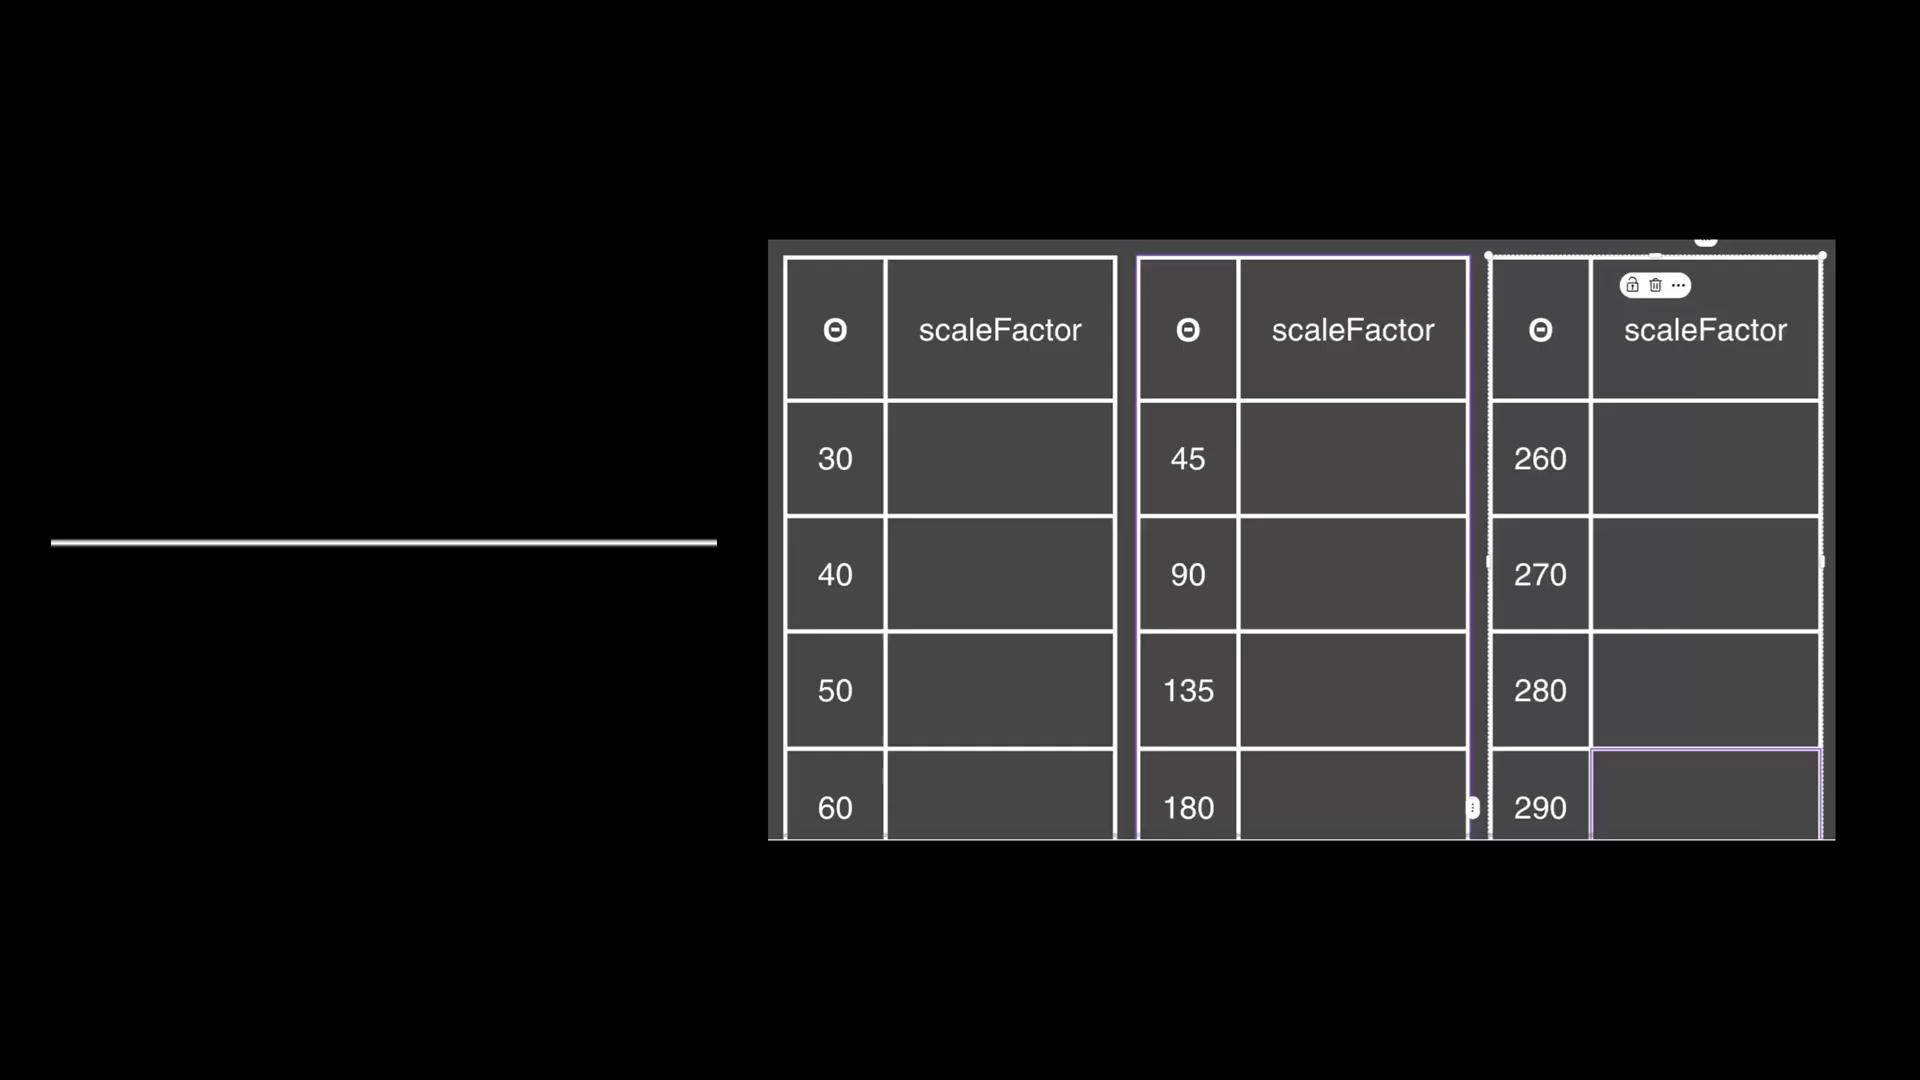 Θ scaleFactor Θ scaleFactor Θ scaleFactor
30 45 260
40 90 270
50 135 280
60 180 290